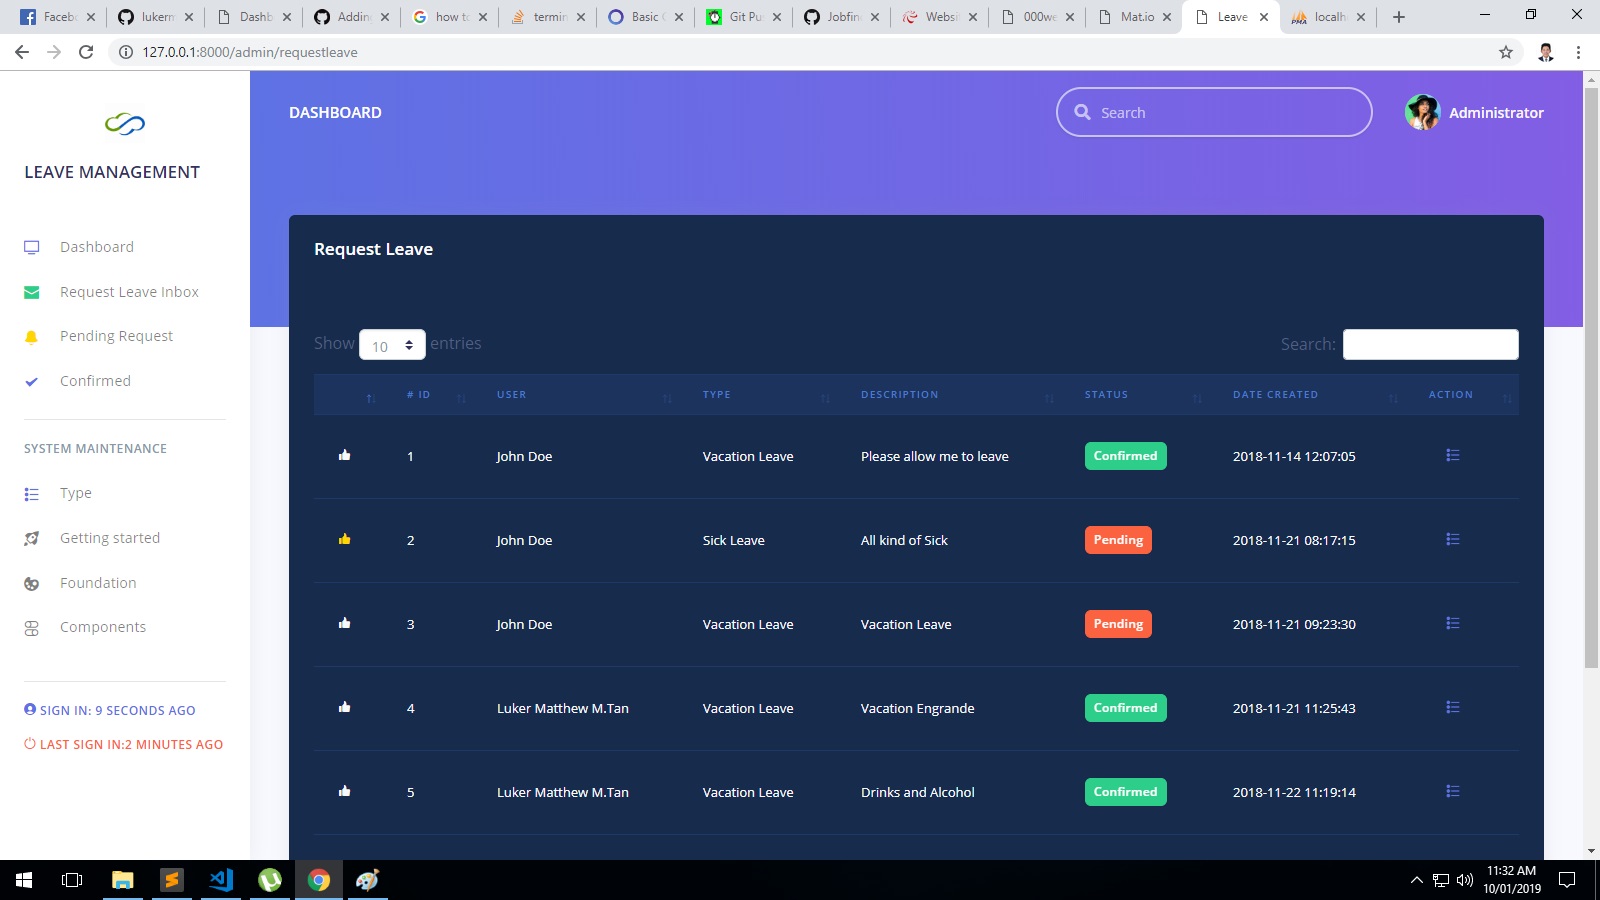 Faceb
lukerm
Dashb
Adding
how to
termin
Basic
Git Pu
Jobfin
Websi
000we
Mat.io
Leave
localh
127.0.0.1:8000/admin/requestleave
LEAVE MANAGEMENT
Dashboard
Request Leave Inbox
Pending Request
Confirmed
SYSTEM MAINTENANCE
Type
Getting started
Foundation
Components
SIGN IN: 9 SECONDS AGO
LAST SIGN IN:2 MINUTES AGO
DASHBOARD
Search
Administrator
Request Leave
Show 10 entries
Search:
# ID USER TYPE DESCRIPTION STATUS DATE CREATED ACTION
1 John Doe Vacation Leave Please allow me to leave Confirmed 2018-11-14 12:07:05
2 John Doe Sick Leave All kind of Sick Pending 2018-11-21 08:17:15
3 John Doe Vacation Leave Vacation Leave Pending 2018-11-21 09:23:30
4 Luker Matthew M.Tan Vacation Leave Vacation Engrande Confirmed 2018-11-21 11:25:43
5 Luker Matthew M.Tan Vacation Leave Drinks and Alcohol Confirmed 2018-11-22 11:19:14
11:32 AM
10/01/2019